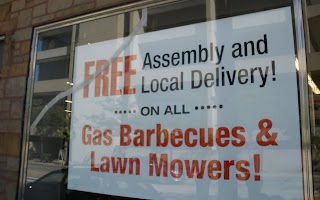 FREE Assembly and
Local Delivery!
••••• ON ALL •••••
Gas Barbecues &
Lawn Mowers!